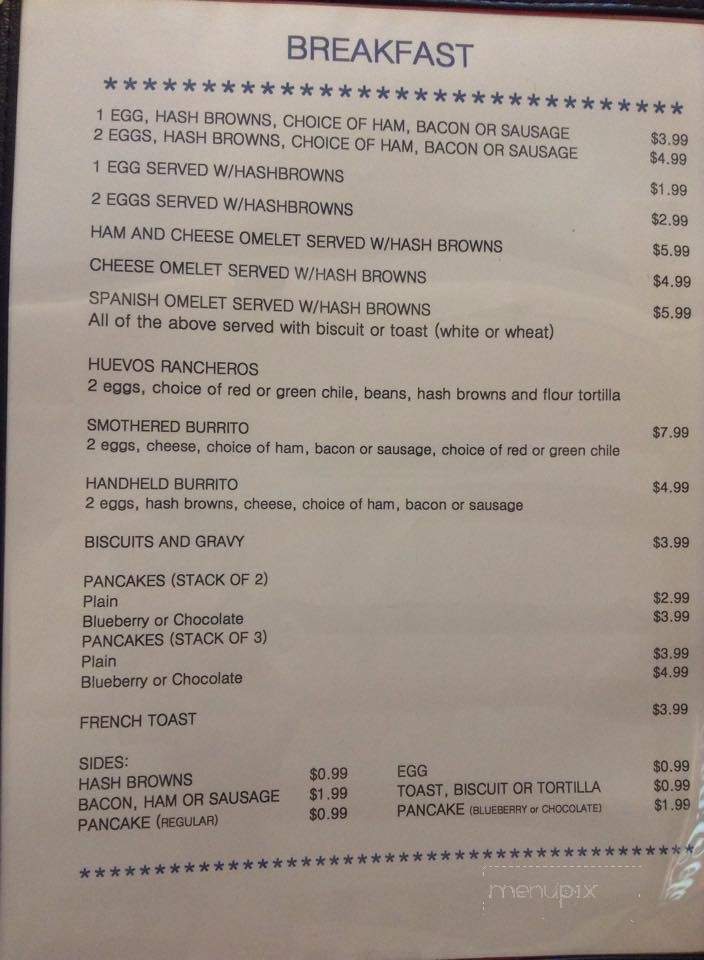 BREAKFAST
*******************************
1 EGG, HASH BROWNS, CHOICE OF HAM, BACON OR SAUSAGE $3.99
2 EGGS, HASH BROWNS, CHOICE OF HAM, BACON OR SAUSAGE $4.99
1 EGG SERVED W/HASHBROWNS $1.99
2 EGGS SERVED W/HASHBROWNS $2.99
HAM AND CHEESE OMELET SERVED W/HASH BROWNS $5.99
CHEESE OMELET SERVED W/HASH BROWNS $4.99
SPANISH OMELET SERVED W/HASH BROWNS $5.99
All of the above served with biscuit or toast (white or wheat)
HUEVOS RANCHEROS
2 eggs, choice of red or green chile, beans, hash browns and flour tortilla
SMOTHERED BURRITO $7.99
2 eggs, cheese, choice of ham, bacon or sausage, choice of red or green chile
HANDHELD BURRITO $4.99
2 eggs, hash browns, cheese, choice of ham, bacon or sausage
BISCUITS AND GRAVY $3.99
PANCAKES (STACK OF 2)
Plain $2.99
Blueberry or Chocolate $3.99
PANCAKES (STACK OF 3)
Plain $3.99
Blueberry or Chocolate $4.99
FRENCH TOAST $3.99
SIDES:
HASH BROWNS $0.99 EGG $0.99
BACON, HAM OR SAUSAGE $1.99 TOAST, BISCUIT OR TORTILLA $0.99
PANCAKE (REGULAR) $0.99 PANCAKE (BLUEBERRY or CHOCOLATE) $1.99
*************************************************
menupix